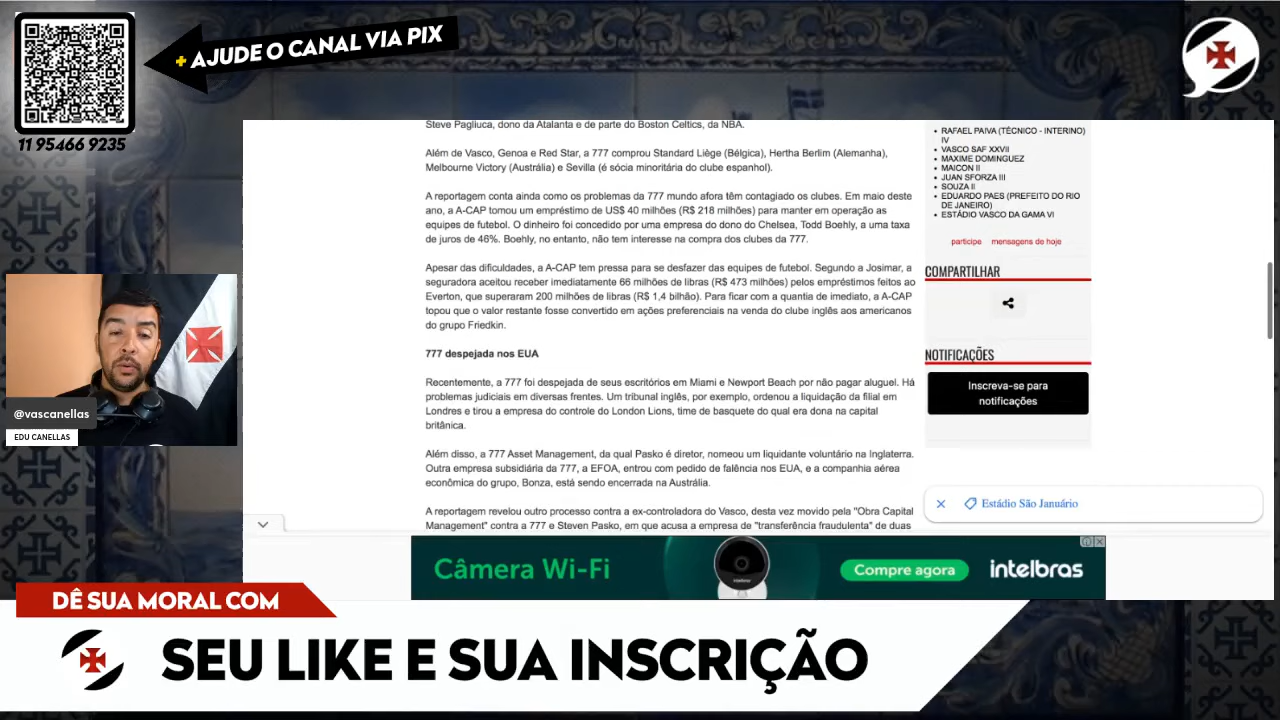 + AJUDE O CANAL VIA PIX
11 95466 9235
Steve Pagliuca, dono da Atalanta e de parte do Boston Celtics, da NBA.
Além de Vasco, Genoa e Red Star, a 777 comprou Standard Liège (Bélgica), Hertha Berlim (Alemanha),
Melbourne Victory (Austrália) e Sevilla (é sócia minoritária do clube espanhol).
A reportagem conta ainda como os problemas da 777 mundo afora têm contagiado os clubes. Em maio deste
ano, a A-CAP tomou um empréstimo de US$ 40 milhões (R$ 218 milhões) para manter em operação as
equipes de futebol. O dinheiro foi concedido por uma empresa do dono do Chelsea, Todd Boehly, a uma taxa
de juros de 46%. Boehly, no entanto, não tem interesse na compra dos clubes da 777.
Apesar das dificuldades, a A-CAP tem pressa para se desfazer das equipes de futebol. Segundo a Josimar, a
seguradora aceitou receber imediatamente 66 milhões de libras (R$ 473 milhões) pelos empréstimos feitos ao
Everton, que superaram 200 milhões de libras (R$ 1,4 bilhão). Para ficar com a quantia de imediato, a A-CAP
topou que o valor restante fosse convertido em ações preferenciais na venda do clube inglês aos americanos
do grupo Friedkin.
777 despejada nos EUA
Recentemente, a 777 foi despejada de seus escritórios em Miami e Newport Beach por não pagar aluguel. Há
problemas judiciais em diversas frentes. Um tribunal inglês, por exemplo, ordenou a liquidação da filial em
Londres e tirou a empresa do controle do London Lions, time de basquete do qual era dona na capital
britânica.
Além disso, a 777 Asset Management, da qual Pasko é diretor, nomeou um liquidante voluntário na Inglaterra.
Outra empresa subsidiária da 777, a EFOA, entrou com pedido de falência nos EUA, e a companhia aérea
econômica do grupo, Bonza, está sendo encerrada na Austrália.
A reportagem revelou outro processo contra a ex-controladora do Vasco, desta vez movido pela "Obra Capital
Management" contra a 777 e Steven Pasko, em que acusa a empresa de "transferência fraudulenta" de duas
RAFAEL PAIVA (TÉCNICO - INTERINO)
IV
VASCO SAF XXVII
MAXIME DOMINGUEZ
MAICON II
JUAN SFORZA III
SOUZA II
EDUARDO PAES (PREFEITO DO RIO
DE JANEIRO)
ESTÁDIO VASCO DA GAMA VI
participe mensagens de hoje
COMPARTILHAR
NOTIFICAÇÕES
Inscreva-se para
notificações
Estádio São Januário
@vascanellas
EDU CANELLAS
Câmera Wi-Fi
Compre agora
intelbras
DÊ SUA MORAL COM
SEU LIKE E SUA INSCRIÇÃO